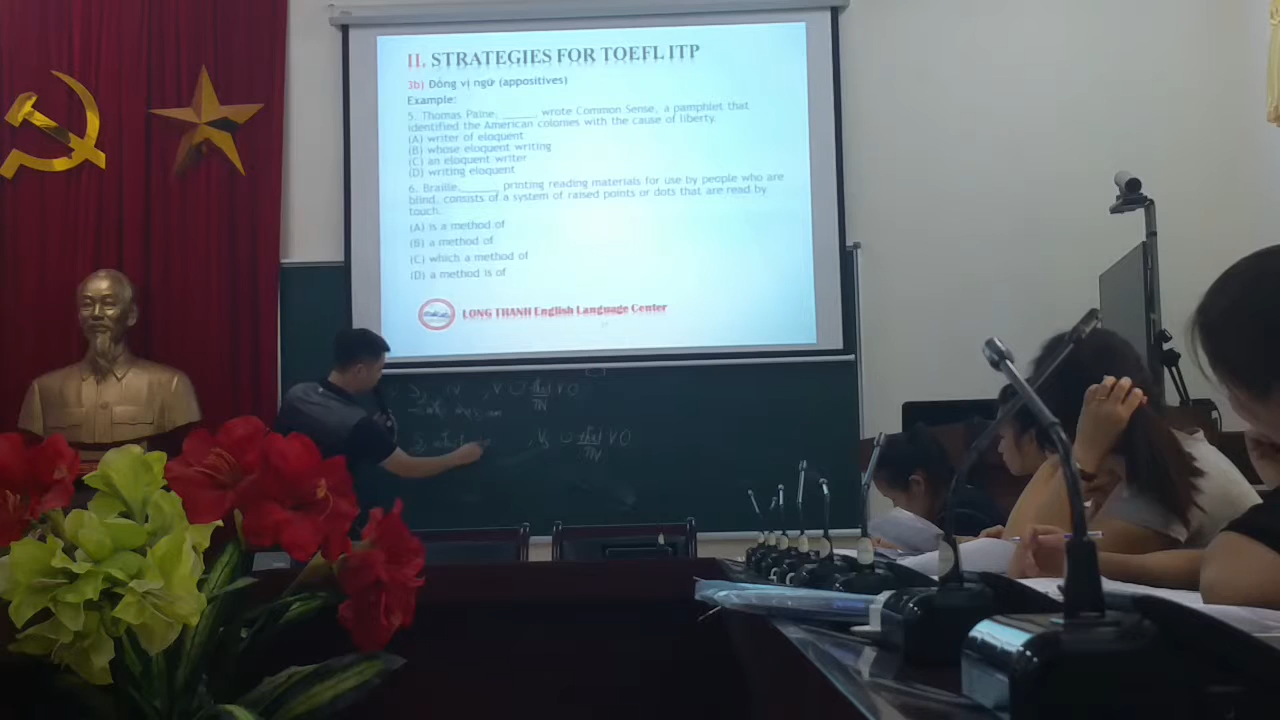 II. STRATEGIES FOR TOEFL ITP
3b) Đồng vị ngữ (appositives)
Example:
5. Thomas Paine, _____, wrote Common Sense, a pamphlet that
identified the American colonies with the cause of liberty.
(A) writer of eloquent
(B) whose eloquent writing
(C) an eloquent writer
(D) writing eloquent
6. Braille,______ printing reading materials for use by people who are
blind, consists of a system of raised points or dots that are read by
touch.
(A) is a method of
(B) a method of
(C) which a method of
(D) a method is of
LONG THANH English Language Center